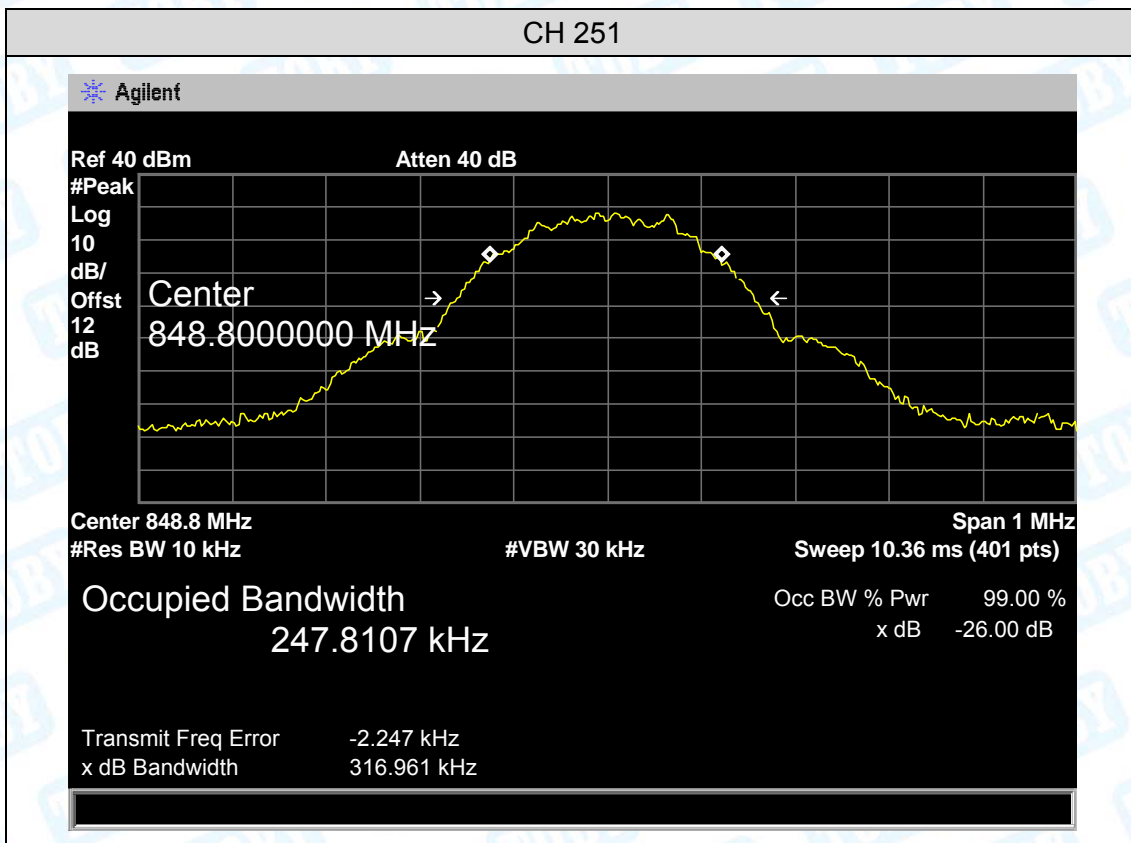 CH 251
Agilent
Ref 40 dBm Atten 40 dB
#Peak
Log
10
dB/
Offst
12
dB
Center
848.8000000 MHz
Center 848.8 MHz Span 1 MHz
#Res BW 10 kHz #VBW 30 kHz Sweep 10.36 ms (401 pts)
Occupied Bandwidth Occ BW % Pwr 99.00 %
247.8107 kHz x dB -26.00 dB
Transmit Freq Error -2.247 kHz
x dB Bandwidth 316.961 kHz